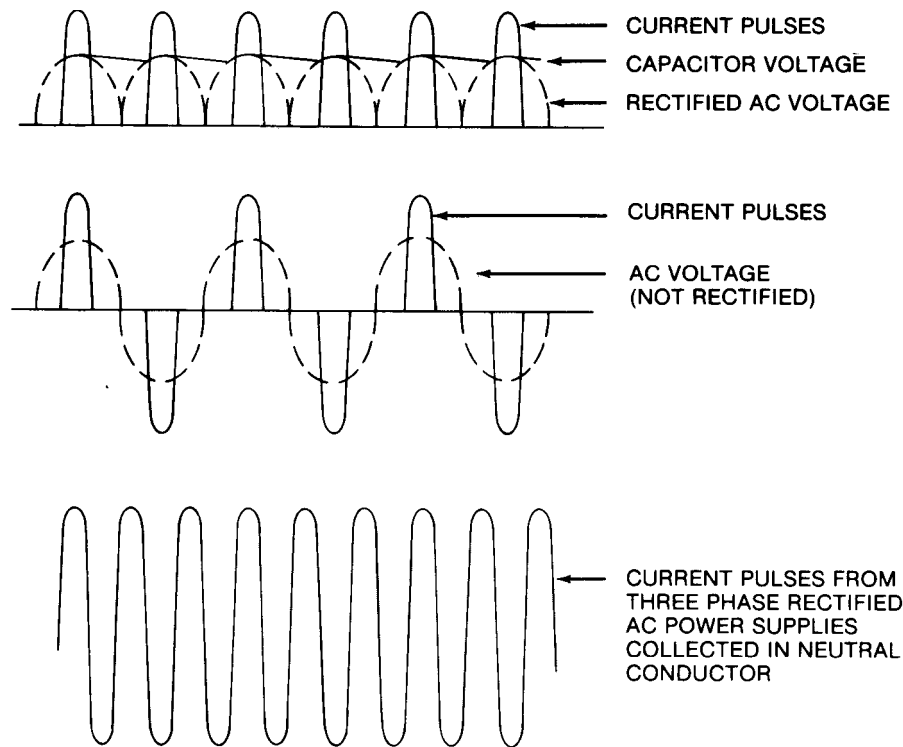 CURRENT PULSES
CAPACITOR VOLTAGE
RECTIFIED AC VOLTAGE
CURRENT PULSES
AC VOLTAGE
(NOT RECTIFIED)
CURRENT PULSES FROM
THREE PHASE RECTIFIED
AC POWER SUPPLIES
COLLECTED IN NEUTRAL
CONDUCTOR